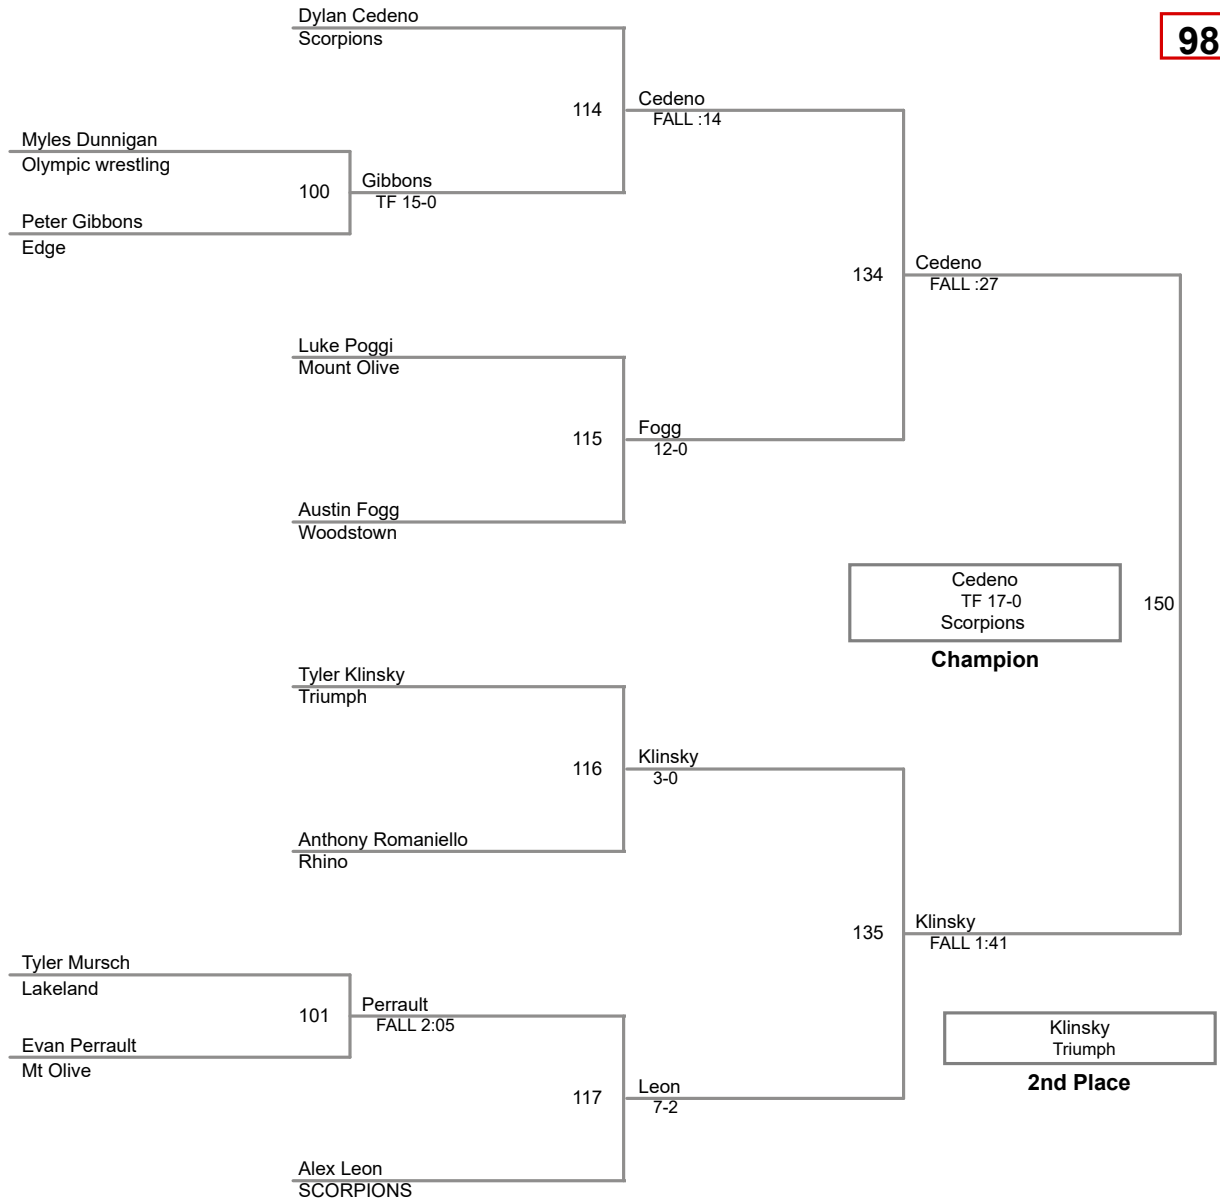 Dylan Cedeno
Scorpions
98
114
Cedeno
FALL :14
Myles Dunnigan
Olympic wrestling
100
Gibbons
TF 15-0
Peter Gibbons
Edge
134
Cedeno
FALL :27
Luke Poggi
Mount Olive
115
Fogg
12-0
Austin Fogg
Woodstown
Cedeno
TF 17-0
Scorpions
150
Champion
Tyler Klinsky
Triumph
116
Klinsky
3-0
Anthony Romaniello
Rhino
135
Klinsky
FALL 1:41
Tyler Mursch
Lakeland
101
Perrault
FALL 2:05
Evan Perrault
Mt Olive
Klinsky
Triumph
2nd Place
117
Leon
7-2
Alex Leon
SCORPIONS